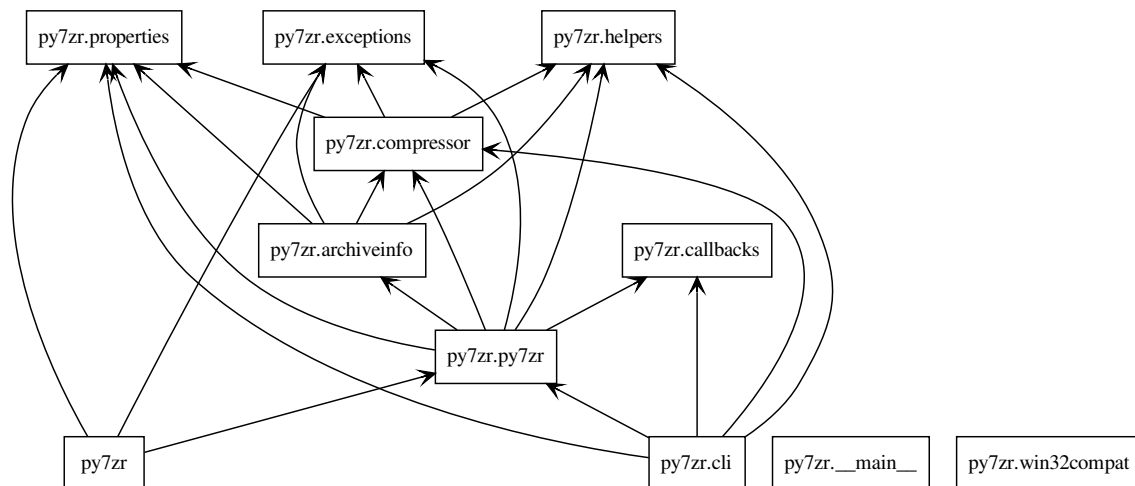 py7zr.properties
py7zr.exceptions
py7zr.helpers
py7zr.compressor
py7zr.archiveinfo
py7zr.callbacks
py7zr.py7zr
py7zr
py7zr.cli
py7zr.__main__
py7zr.win32compat